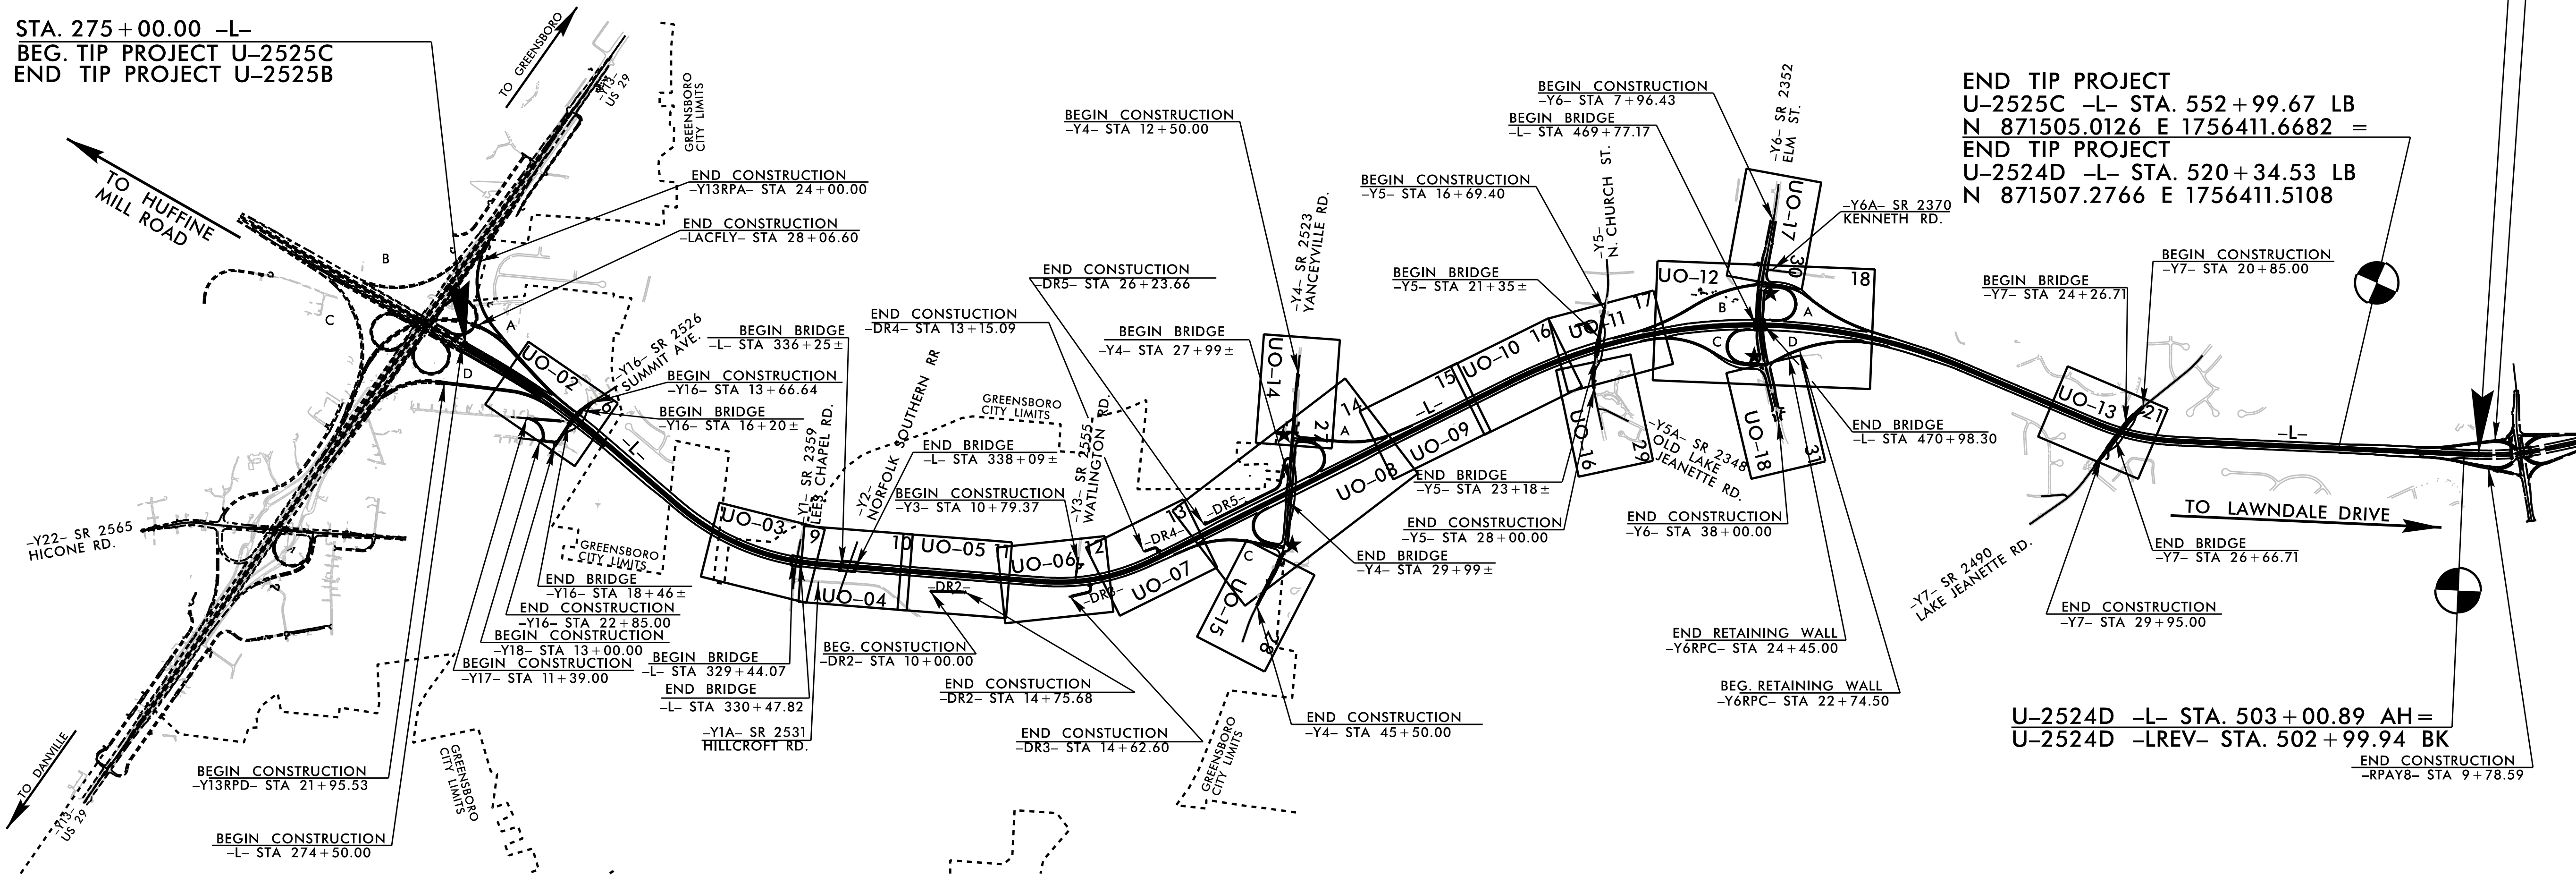 STA. 275+00.00 –L–
BEG. TIP PROJECT U–2525C
END TIP PROJECT U–2525B
TO GREENSBORO
–Y13–
US 29
GREENSBORO
CITY LIMITS
TO HUFFINE
MILL ROAD
END CONSTRUCTION
–Y13RPA– STA 24+00.00
END CONSTRUCTION
–LACFLY– STA 28+06.60
B
C
A
D
UO–02
–Y16– SR 2526
SUMMIT AVE.
BEGIN CONSTRUCTION
–Y16– STA 13+66.64
BEGIN BRIDGE
–Y16– STA 16+20±
–L–
BEGIN BRIDGE
–L– STA 336+25±
–Y1– SR 2359
LEES CHAPEL RD.
–Y2–
NORFOLK SOUTHERN RR
END CONSTUCTION
–DR4– STA 13+15.09
END CONSTUCTION
–DR5– STA 26+23.66
GREENSBORO
CITY LIMITS
END BRIDGE
–L– STA 338+09±
BEGIN CONSTRUCTION
–Y3– STA 10+79.37
–Y3– SR 2555
WATLINGTON RD.
BEGIN CONSTRUCTION
–Y4– STA 12+50.00
BEGIN BRIDGE
–Y4– STA 27+99±
–Y4– SR 2523
YANCEYVILLE RD.
BEGIN CONSTRUCTION
–Y6– STA 7+96.43
BEGIN BRIDGE
–L– STA 469+77.17
BEGIN CONSTRUCTION
–Y5– STA 16+69.40
BEGIN BRIDGE
–Y5– STA 21+35±
–Y5–
N. CHURCH ST.
–Y6– SR 2352
ELM ST.
–Y6A– SR 2370
KENNETH RD.
END TIP PROJECT
U–2525C –L– STA. 552+99.67 LB
N 871505.0126 E 1756411.6682 =
END TIP PROJECT
U–2524D –L– STA. 520+34.53 LB
N 871507.2766 E 1756411.5108
BEGIN CONSTRUCTION
–Y7– STA 20+85.00
BEGIN BRIDGE
–Y7– STA 24+26.71
UO–03
9
UO–04
10
UO–05
11
UO–06
12
UO–07
13
–DR2–
–DR3–
–DR4–
–DR5–
UO–14
UO–08
14
A
C
UO–15
28
UO–09
–L–
15
UO–10
16
UO–11
17
UO–16
29
UO–12
18
B
A
C
D
UO–17
30
UO–18
31
UO–13
21
–L–
–Y5A– SR 2348
OLD LAKE
JEANETTE RD.
END BRIDGE
–Y5– STA 23+18±
END CONSTRUCTION
–Y5– STA 28+00.00
END BRIDGE
–Y4– STA 29+99±
END BRIDGE
–L– STA 470+98.30
END CONSTRUCTION
–Y6– STA 38+00.00
TO LAWNDALE DRIVE
END BRIDGE
–Y7– STA 26+66.71
–Y7– SR 2490
LAKE JEANETTE RD.
END CONSTRUCTION
–Y7– STA 29+95.00
END RETAINING WALL
–Y6RPC– STA 24+45.00
BEG. RETAINING WALL
–Y6RPC– STA 22+74.50
–Y22– SR 2565
HICONE RD.
GREENSBORO
CITY LIMITS
END BRIDGE
–Y16– STA 18+46±
END CONSTRUCTION
–Y16– STA 22+85.00
BEGIN CONSTRUCTION
–Y18– STA 13+00.00
BEGIN CONSTRUCTION
–Y17– STA 11+39.00
BEGIN BRIDGE
–L– STA 329+44.07
END BRIDGE
–L– STA 330+47.82
–Y1A– SR 2531
HILLCROFT RD.
BEG. CONSTUCTION
–DR2– STA 10+00.00
END CONSTUCTION
–DR2– STA 14+75.68
END CONSTUCTION
–DR3– STA 14+62.60
GREENSBORO
CITY LIMITS
END CONSTRUCTION
–Y4– STA 45+50.00
U–2524D –L– STA. 503+00.89 AH=
U–2524D –LREV– STA. 502+99.94 BK
END CONSTRUCTION
–RPAY8– STA 9+78.59
TO DANVILLE
–Y13–
US 29
BEGIN CONSTRUCTION
–Y13RPD– STA 21+95.53
BEGIN CONSTRUCTION
–L– STA 274+50.00
GREENSBORO
CITY LIMITS